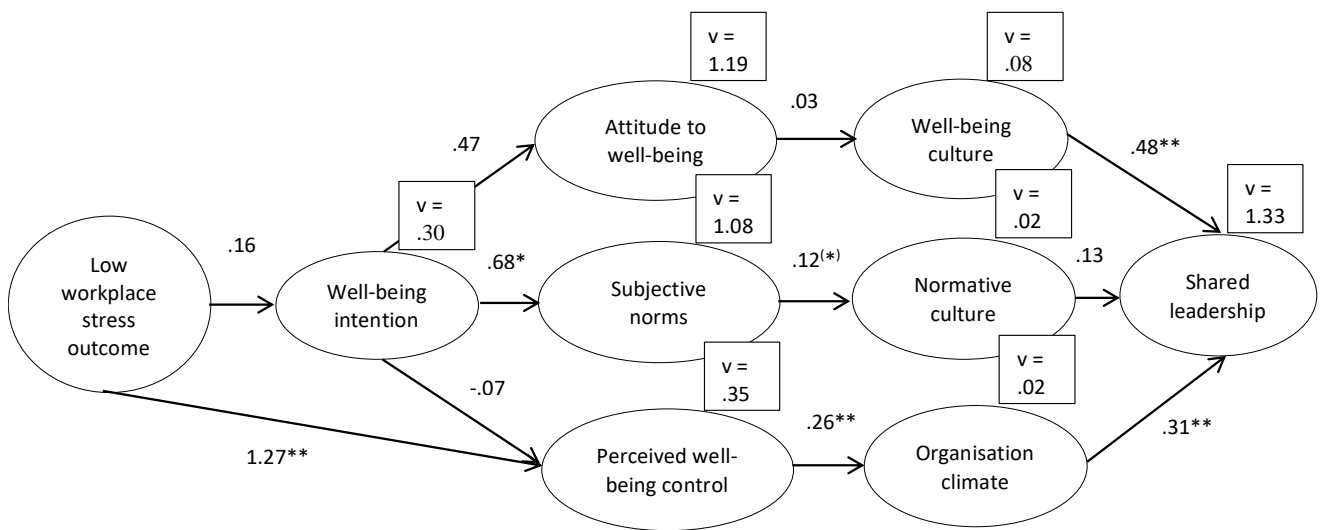 v =
1.19
v =
.08
.03
Attitude to
well-being
Well-being
culture
.47
.48**
v =
.30
v =
1.08
v =
.02
v =
1.33
.16
.68*
.12(*)
.13
Low
workplace
stress
outcome
Well-being
intention
Subjective
norms
Normative
culture
Shared
leadership
-.07
v =
.35
v =
.02
1.27**
.26**
.31**
Perceived well-
being control
Organisation
climate